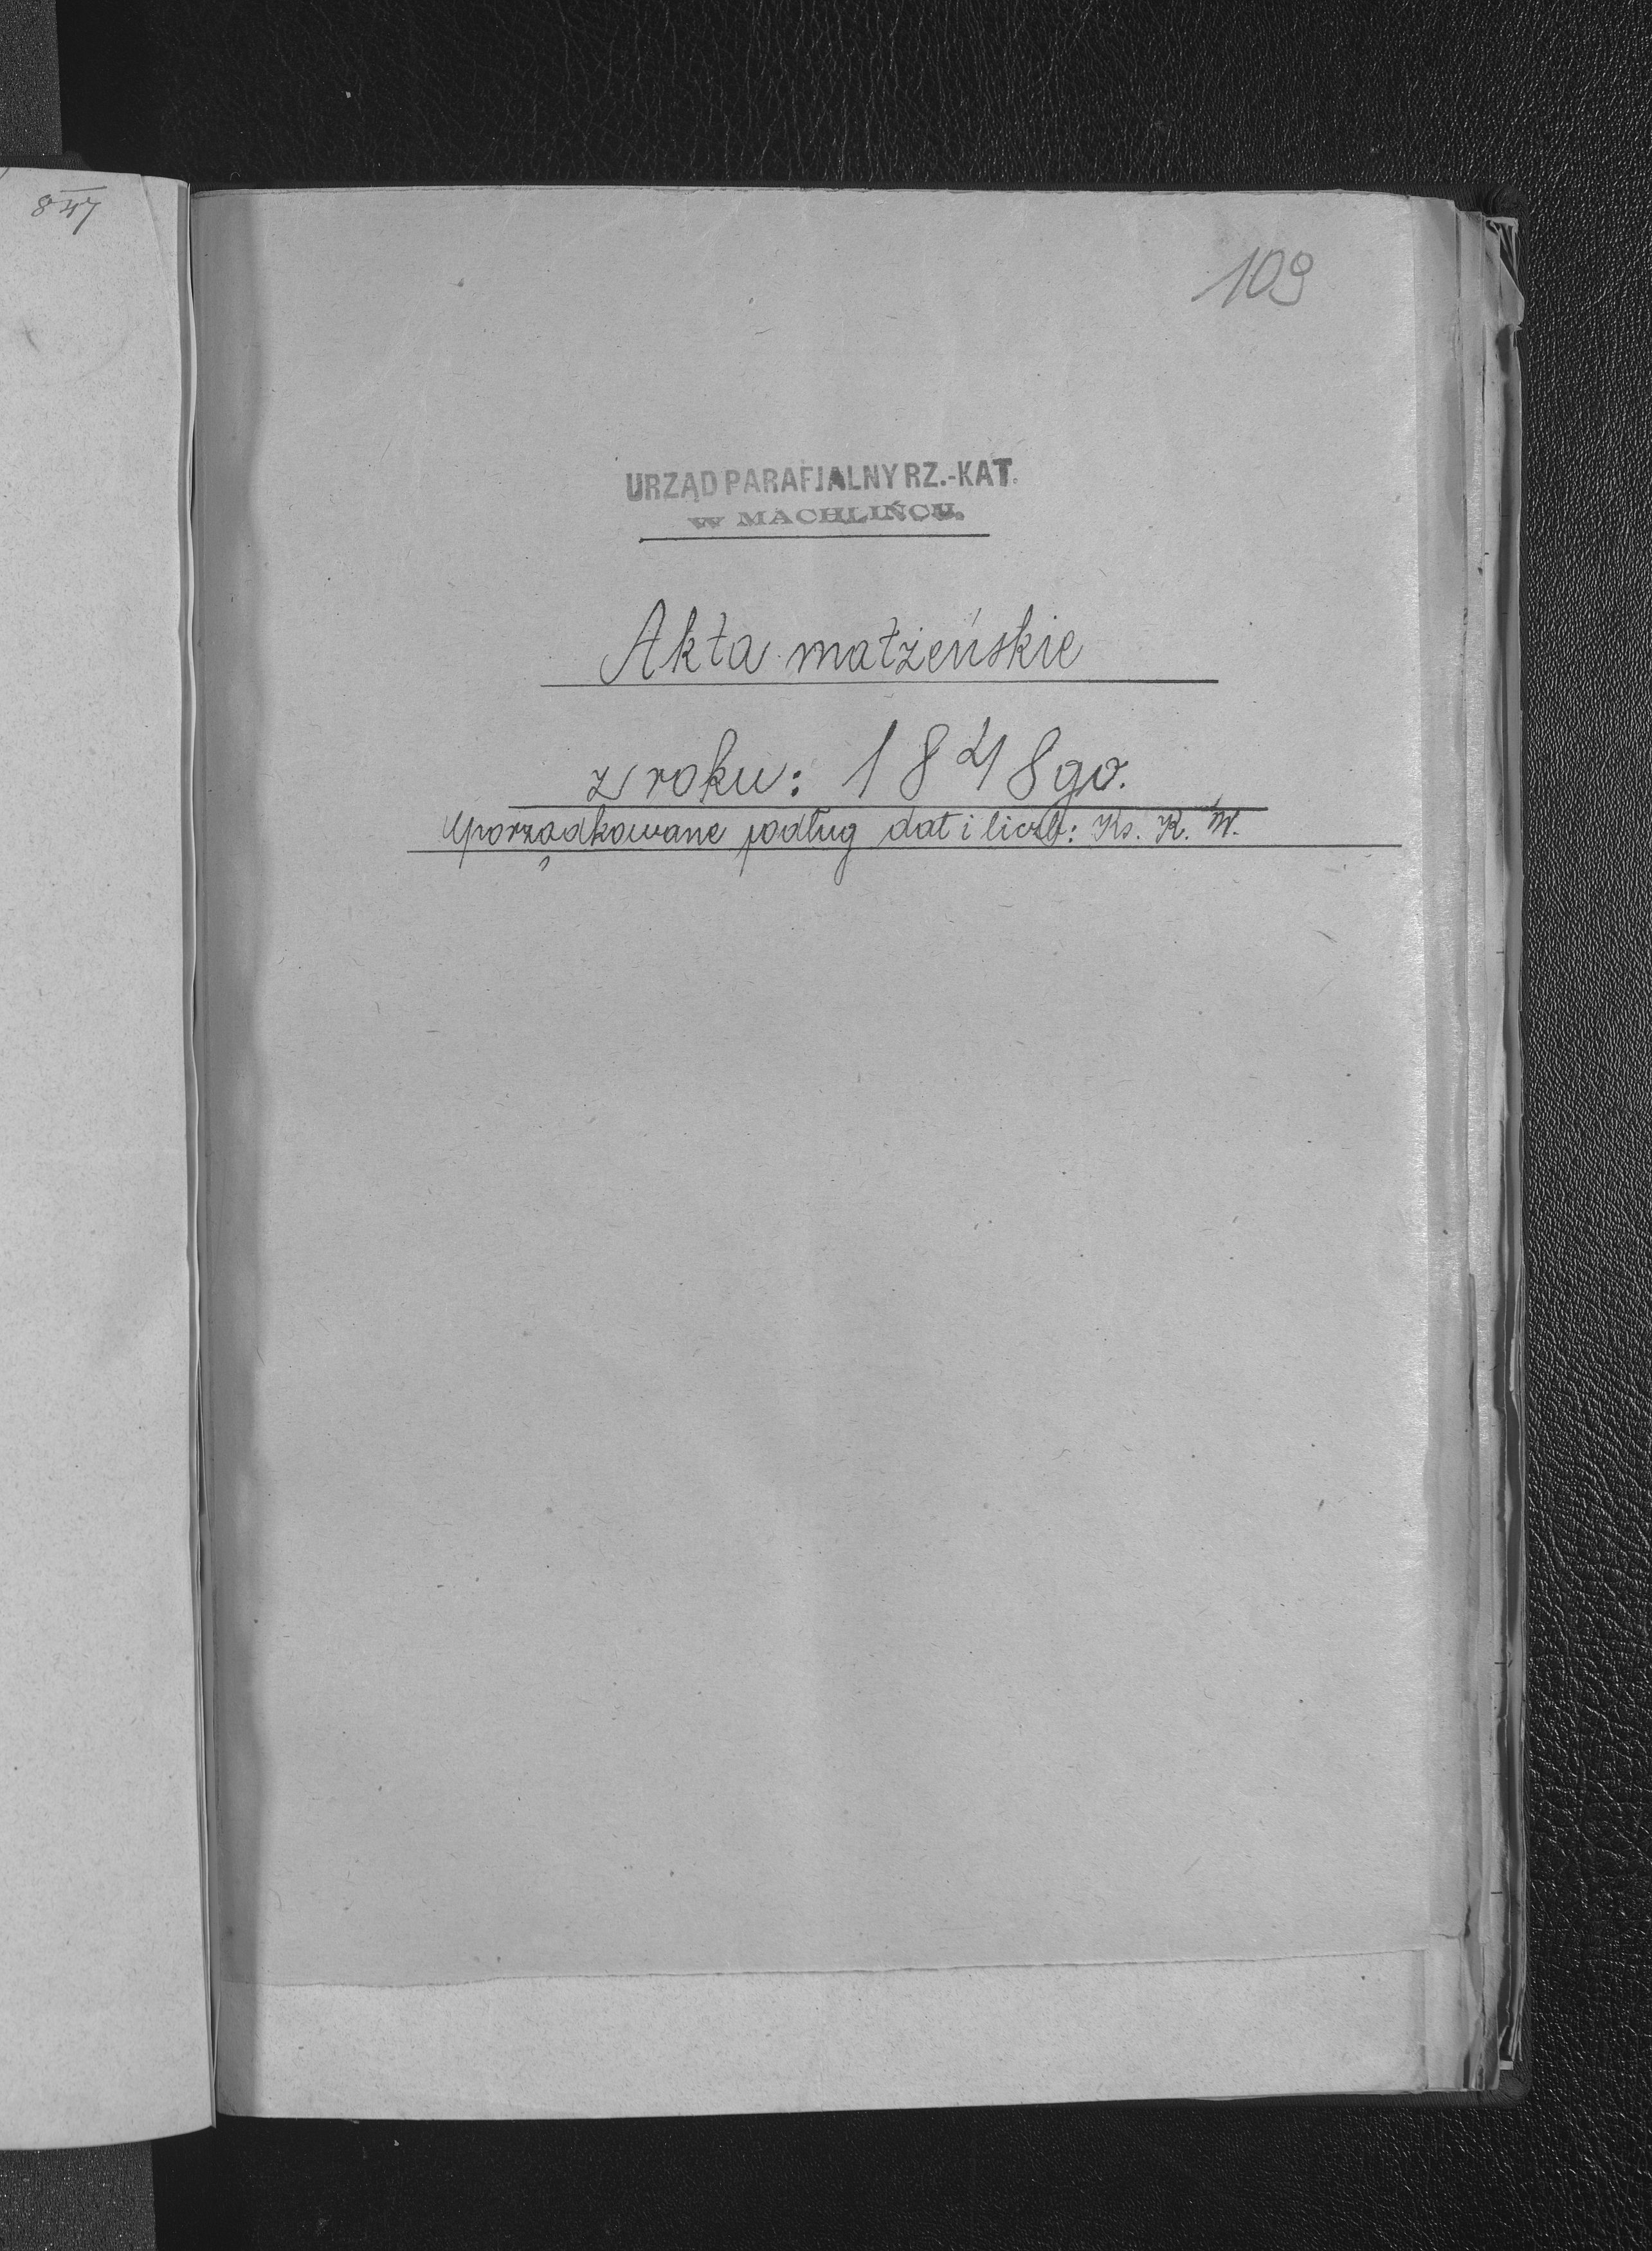 847
109
URZĄD PARAFJALNY RZ.-KAT.
W MACHLIŃCU.
Akta małżeńskie
z roku: 1848go.
Uporządkowane podług dat i liczb: Ks. K. W.